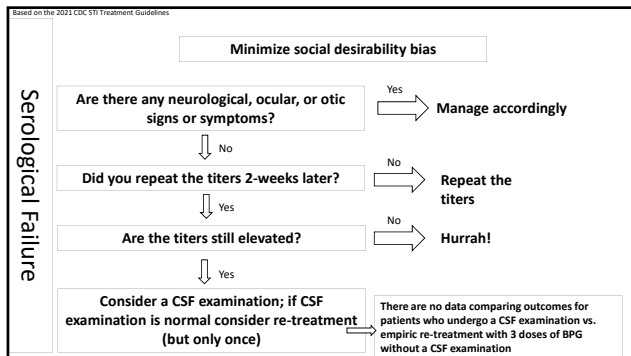 Based on the 2021 CDC STI Treatment Guidelines
Minimize social desirability bias
Serological Failure
Are there any neurological, ocular, or otic
signs or symptoms?
Yes
Manage accordingly
No
Did you repeat the titers 2-weeks later?
No
Repeat the
titers
Yes
Are the titers still elevated?
No
Hurrah!
Yes
Consider a CSF examination; if CSF
examination is normal consider re-treatment
(but only once)
There are no data comparing outcomes for
patients who undergo a CSF examination vs.
empiric re-treatment with 3 doses of BPG
without a CSF examination